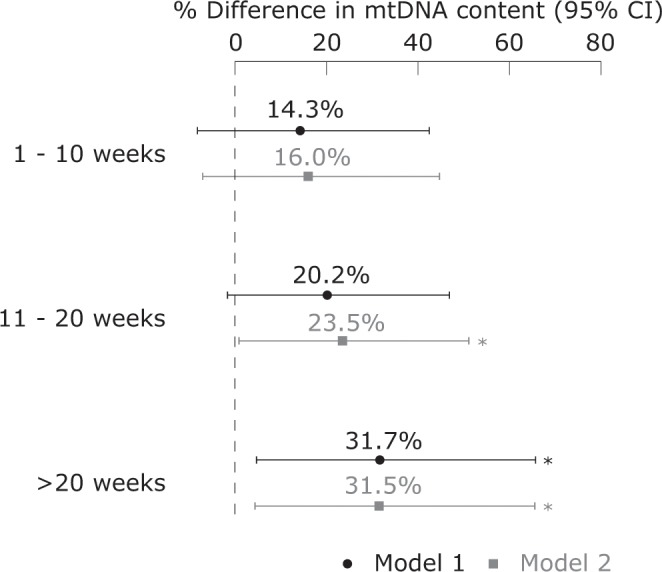 % Difference in mtDNA content (95% CI)
0 20 40 60 80
14.3%
1 - 10 weeks
16.0%
20.2%
11 - 20 weeks
23.5%
*
31.7%
*
>20 weeks
31.5%
*
Model 1 Model 2